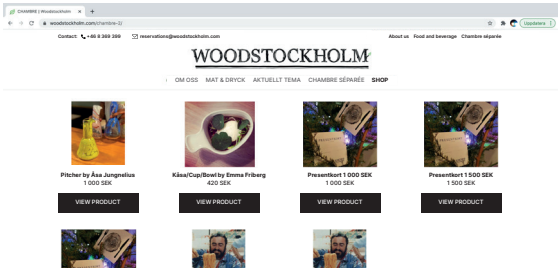 CHAMBRE | Woodstockholm
woodstockholm.com/chambre-3/
Uppdatera
Contact: +46 8 369 399 reservations@woodstockholm.com About us Food and beverage Chambre séparée
WOODSTOCKHOLM
OM OSS MAT & DRYCK AKTUELLT TEMA CHAMBRE SÉPARÉE SHOP
Pitcher by Åsa Jungnelius Kåsa/Cup/Bowl by Emma Friberg Presentkort 1 000 SEK Presentkort 1 500 SEK
1 000 SEK 420 SEK 1 000 SEK 1 500 SEK
VIEW PRODUCT VIEW PRODUCT VIEW PRODUCT VIEW PRODUCT